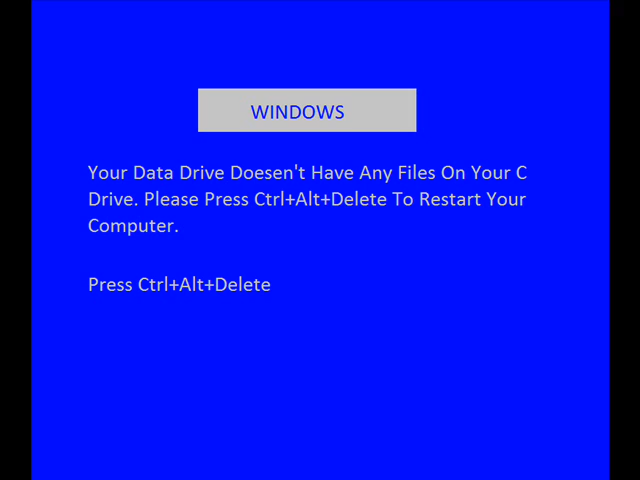 WINDOWS
Your Data Drive Doesen't Have Any Files On Your C
Drive. Please Press Ctrl+Alt+Delete To Restart Your
Computer.
Press Ctrl+Alt+Delete